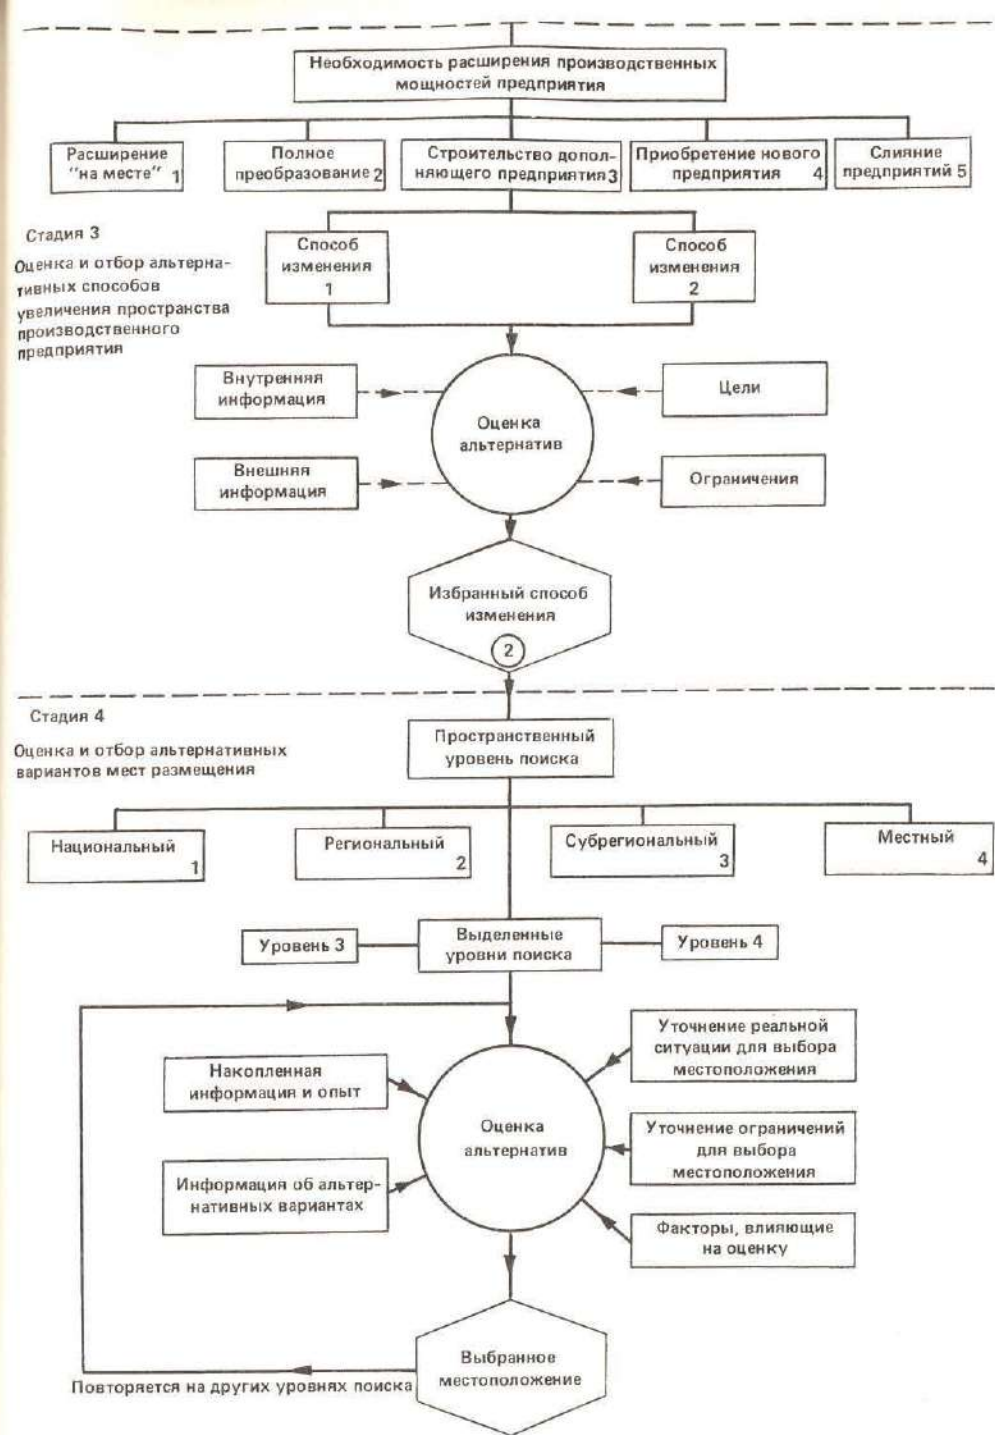 Необходимость расширения производственных
мощностей предприятия
Расширение
"на месте" 1
Полное
преобразование 2
Строительство допол-
няющего предприятия 3
Приобретение нового
предприятия 4
Слияние
предприятий 5
Стадия 3
Оценка и отбор альтерна-
тивных способов
увеличения пространства
производственного
предприятия
Способ
изменения
1
Способ
изменения
2
Внутренняя
информация
Цели
Оценка
альтернатив
Внешняя
информация
Ограничения
Избранный способ
изменения
2
Стадия 4
Оценка и отбор альтернативных
вариантов мест размещения
Пространственный
уровень поиска
Национальный
1
Региональный
2
Субрегиональный
3
Местный
4
Уровень 3
Выделенные
уровни поиска
Уровень 4
Накопленная
информация и опыт
Уточнение реальной
ситуации для выбора
местоположения
Оценка
альтернатив
Уточнение ограничений
для выбора
местоположения
Информация об альтер-
нативных вариантах
Факторы, влияющие
на оценку
Выбранное
местоположение
Повторяется на других уровнях поиска